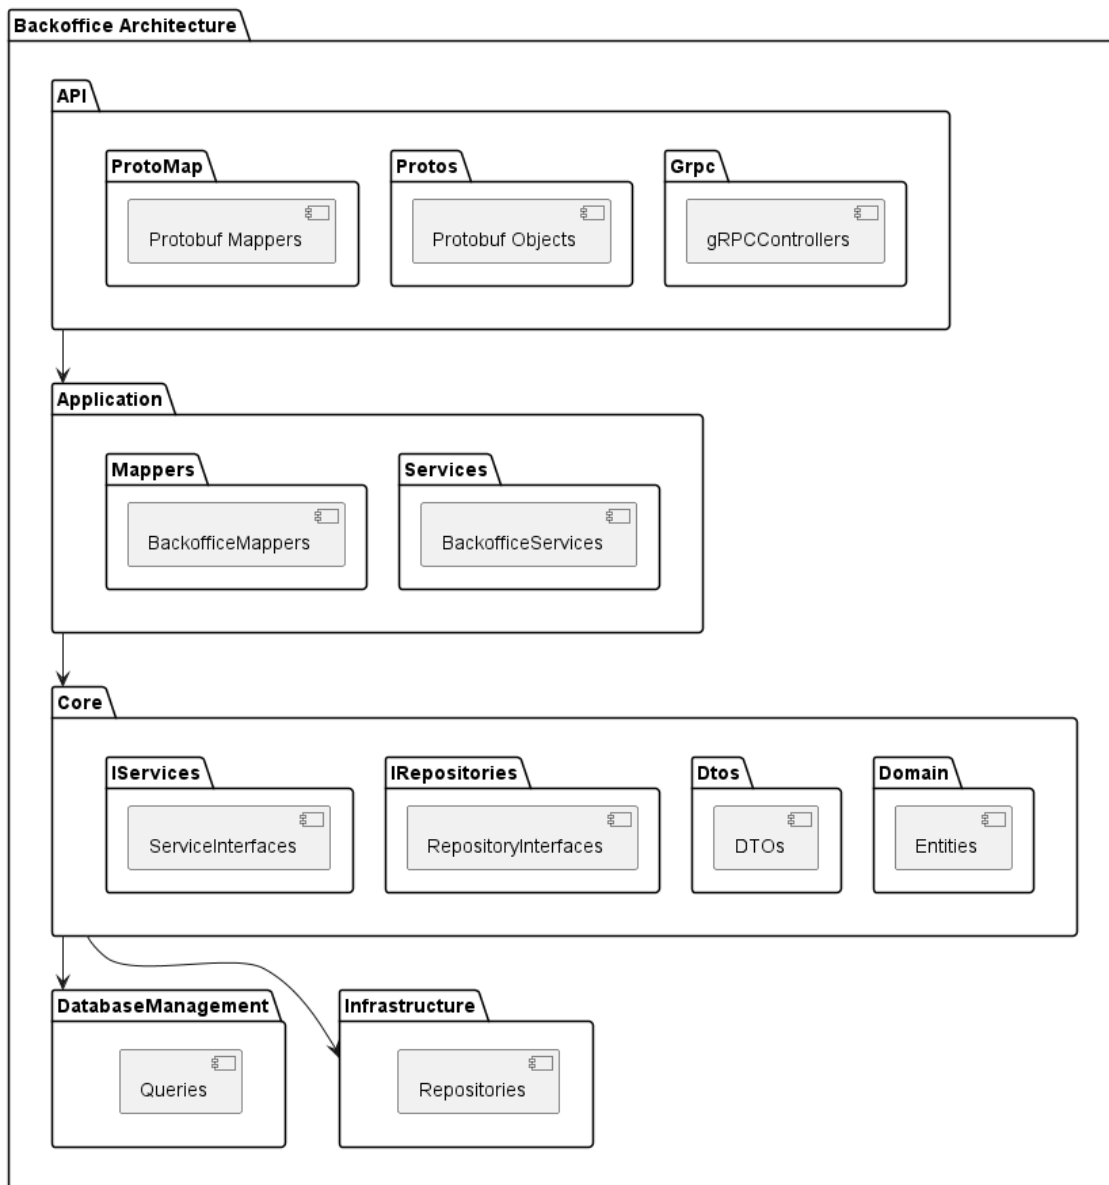 Backoffice Architecture
API
ProtoMap
Protos
Grpc
Protobuf Mappers
Protobuf Objects
gRPCControllers
Application
Mappers
Services
BackofficeMappers
BackofficeServices
Core
IServices
IRepositories
Dtos
Domain
ServiceInterfaces
RepositoryInterfaces
DTOs
Entities
DatabaseManagement
Infrastructure
Queries
Repositories